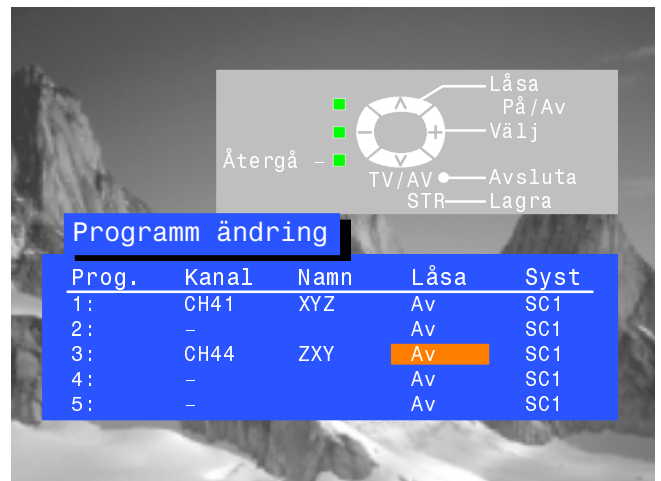 Låsa
På/Av
Välj
Återgå –
TV/AV Avsluta
STR Lagra
Programm ändring
Prog. Kanal Namn Låsa Syst
1: CH41 XYZ Av SC1
2: – Av SC1
3: CH44 ZXY Av SC1
4: – Av SC1
5: – Av SC1